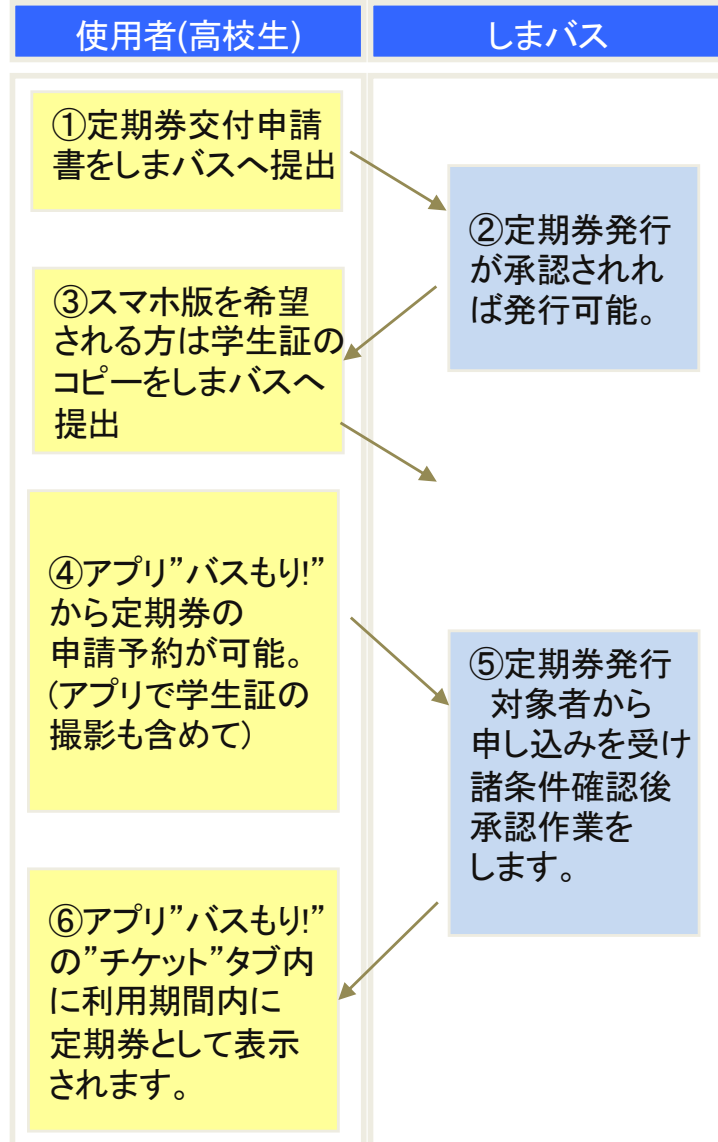 使用者(高校生)
しまバス
①定期券交付申請
書をしまバスへ提出
②定期券発行
が承認されれ
ば発行可能。
③スマホ版を希望
される方は学生証の
コピーをしまバスへ
提出
④アプリ”バスもり!”
から定期券の
申請予約が可能。
(アプリで学生証の
撮影も含めて)
⑤定期券発行
対象者から
申し込みを受け
諸条件確認後
承認作業を
します。
⑥アプリ”バスもり!”
の”チケット”タブ内
に利用期間内に
定期券として表示
されます。